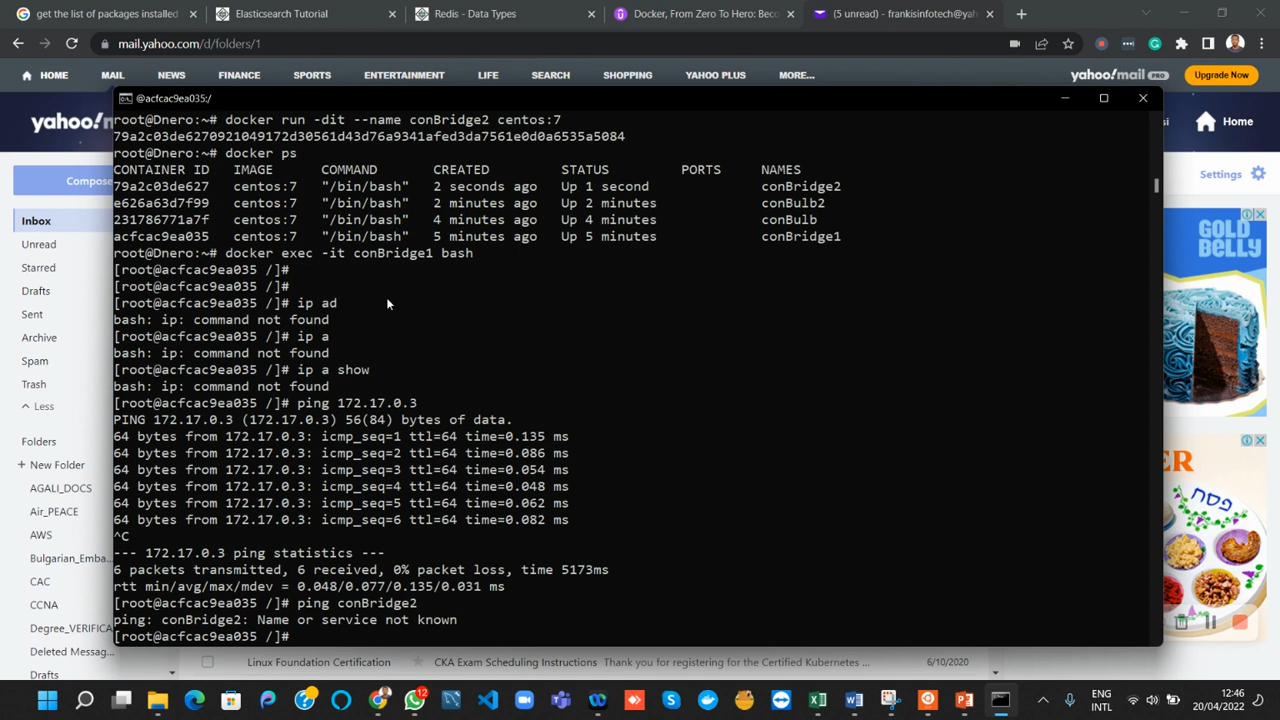 get the list of packages installed
Elasticsearch Tutorial
Redis - Data Types
Docker, From Zero To Hero: Beco
(5 unread) - frankisinfotech@yah
mail.yahoo.com/d/folders/1
HOME
MAIL
NEWS
FINANCE
SPORTS
ENTERTAINMENT
LIFE
SEARCH
SHOPPING
YAHOO PLUS
MORE...
yahoo!mail PRO
Upgrade Now
yahoo!m
Home
Compose
Settings
Inbox
Unread
Starred
Drafts
Sent
Archive
Spam
Trash
Less
Folders
New Folder
AGALI_DOCS
Air_PEACE
AWS
Bulgarian_Emba...
CAC
CCNA
Degree_VERIFICA
Deleted Messag...
Drafts
@acfcac9ea035:/
root@Dnero:~# docker run -dit --name conBridge2 centos:7
79a2c03de6270921049172d30561d43d76a9341afed3da7561e0d0a6535a5084
root@Dnero:~# docker ps
CONTAINER ID IMAGE COMMAND CREATED STATUS PORTS NAMES
79a2c03de627 centos:7 "/bin/bash" 2 seconds ago Up 1 second conBridge2
e626a63d7f99 centos:7 "/bin/bash" 2 minutes ago Up 2 minutes conBulb2
231786771a7f centos:7 "/bin/bash" 4 minutes ago Up 4 minutes conBulb
acfcac9ea035 centos:7 "/bin/bash" 5 minutes ago Up 5 minutes conBridge1
root@Dnero:~# docker exec -it conBridge1 bash
[root@acfcac9ea035 /]#
[root@acfcac9ea035 /]#
[root@acfcac9ea035 /]# ip ad
bash: ip: command not found
[root@acfcac9ea035 /]# ip a
bash: ip: command not found
[root@acfcac9ea035 /]# ip a show
bash: ip: command not found
[root@acfcac9ea035 /]# ping 172.17.0.3
PING 172.17.0.3 (172.17.0.3) 56(84) bytes of data.
64 bytes from 172.17.0.3: icmp_seq=1 ttl=64 time=0.135 ms
64 bytes from 172.17.0.3: icmp_seq=2 ttl=64 time=0.086 ms
64 bytes from 172.17.0.3: icmp_seq=3 ttl=64 time=0.054 ms
64 bytes from 172.17.0.3: icmp_seq=4 ttl=64 time=0.048 ms
64 bytes from 172.17.0.3: icmp_seq=5 ttl=64 time=0.062 ms
64 bytes from 172.17.0.3: icmp_seq=6 ttl=64 time=0.082 ms
^C
--- 172.17.0.3 ping statistics ---
6 packets transmitted, 6 received, 0% packet loss, time 5173ms
rtt min/avg/max/mdev = 0.048/0.077/0.135/0.031 ms
[root@acfcac9ea035 /]# ping conBridge2
ping: conBridge2: Name or service not known
[root@acfcac9ea035 /]#
GOLD
BELLY
ER
פסח
Linux Foundation Certification
CKA Exam Scheduling Instructions Thank you for registering for the Certified Kubernetes ...
6/10/2020
12
ENG
INTL
12:46
20/04/2022